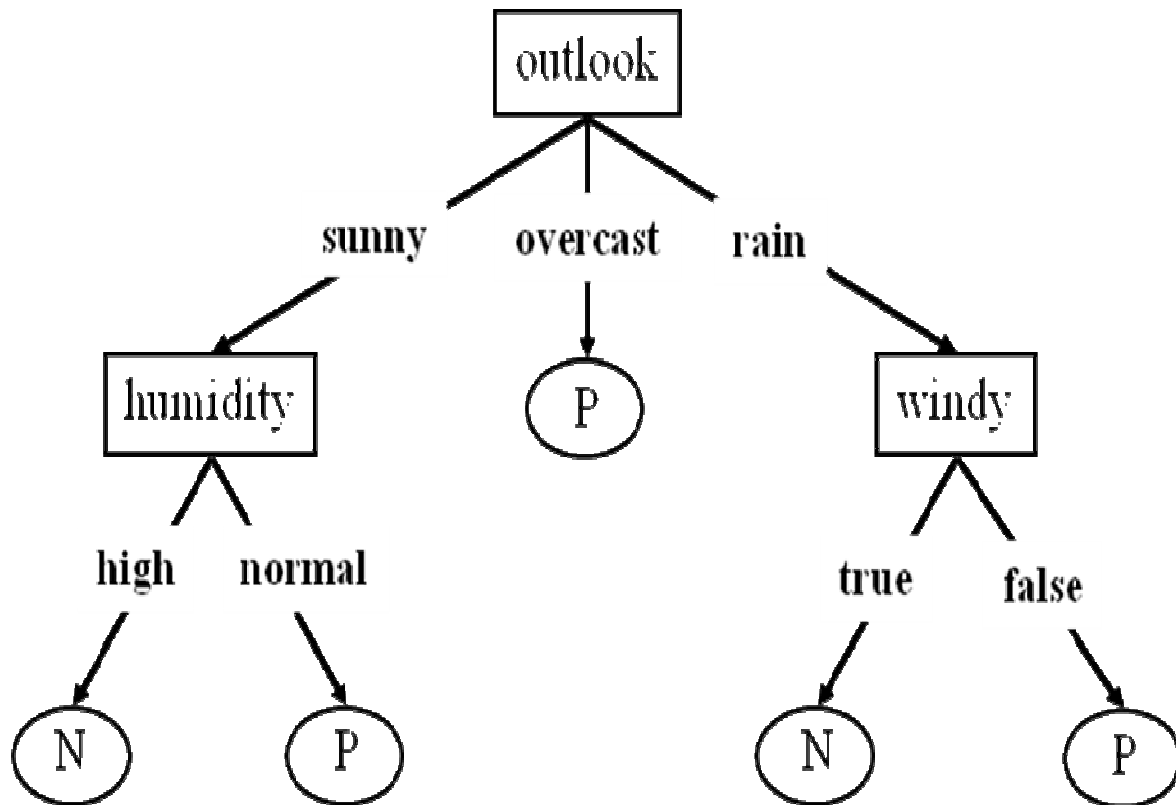 outlook
sunny overcast rain
humidity P windy
high normal true false
N P N P